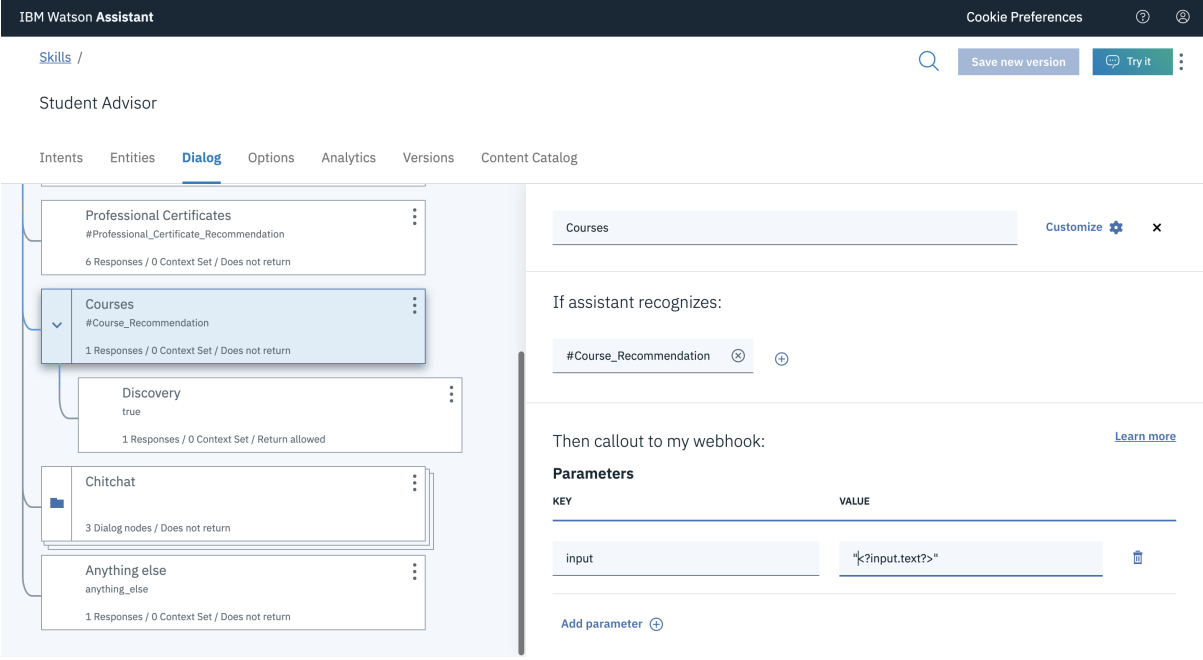 IBM Watson Assistant
Cookie Preferences
Skills /
Save new version
Try it
Student Advisor
Intents
Entities
Dialog
Options
Analytics
Versions
Content Catalog
Professional Certificates
#Professional_Certificate_Recommendation
6 Responses / 0 Context Set / Does not return
Courses
#Course_Recommendation
1 Responses / 0 Context Set / Does not return
Discovery
true
1 Responses / 0 Context Set / Return allowed
Chitchat
3 Dialog nodes / Does not return
Anything else
anything_else
1 Responses / 0 Context Set / Does not return
Courses
Customize
If assistant recognizes:
#Course_Recommendation
Then callout to my webhook:
Learn more
Parameters
KEY
VALUE
input
"<?input.text?>"
Add parameter